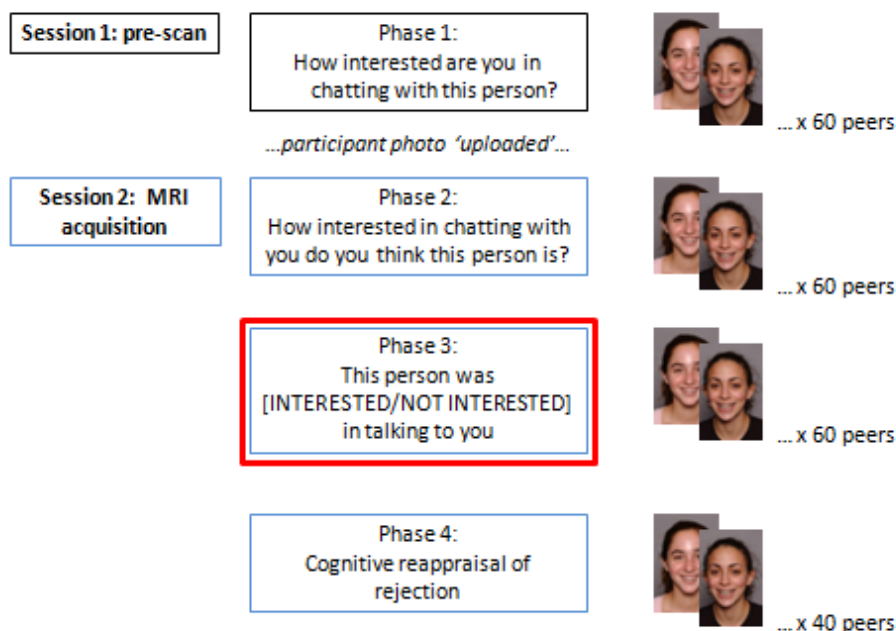 Session 1: pre-scan
Phase 1:
How interested are you in
chatting with this person?
... x 60 peers
...participant photo ‘uploaded’...
Session 2: MRI
acquisition
Phase 2:
How interested in chatting with
you do you think this person is?
... x 60 peers
Phase 3:
This person was
[INTERESTED/NOT INTERESTED]
in talking to you
... x 60 peers
Phase 4:
Cognitive reappraisal of
rejection
... x 40 peers